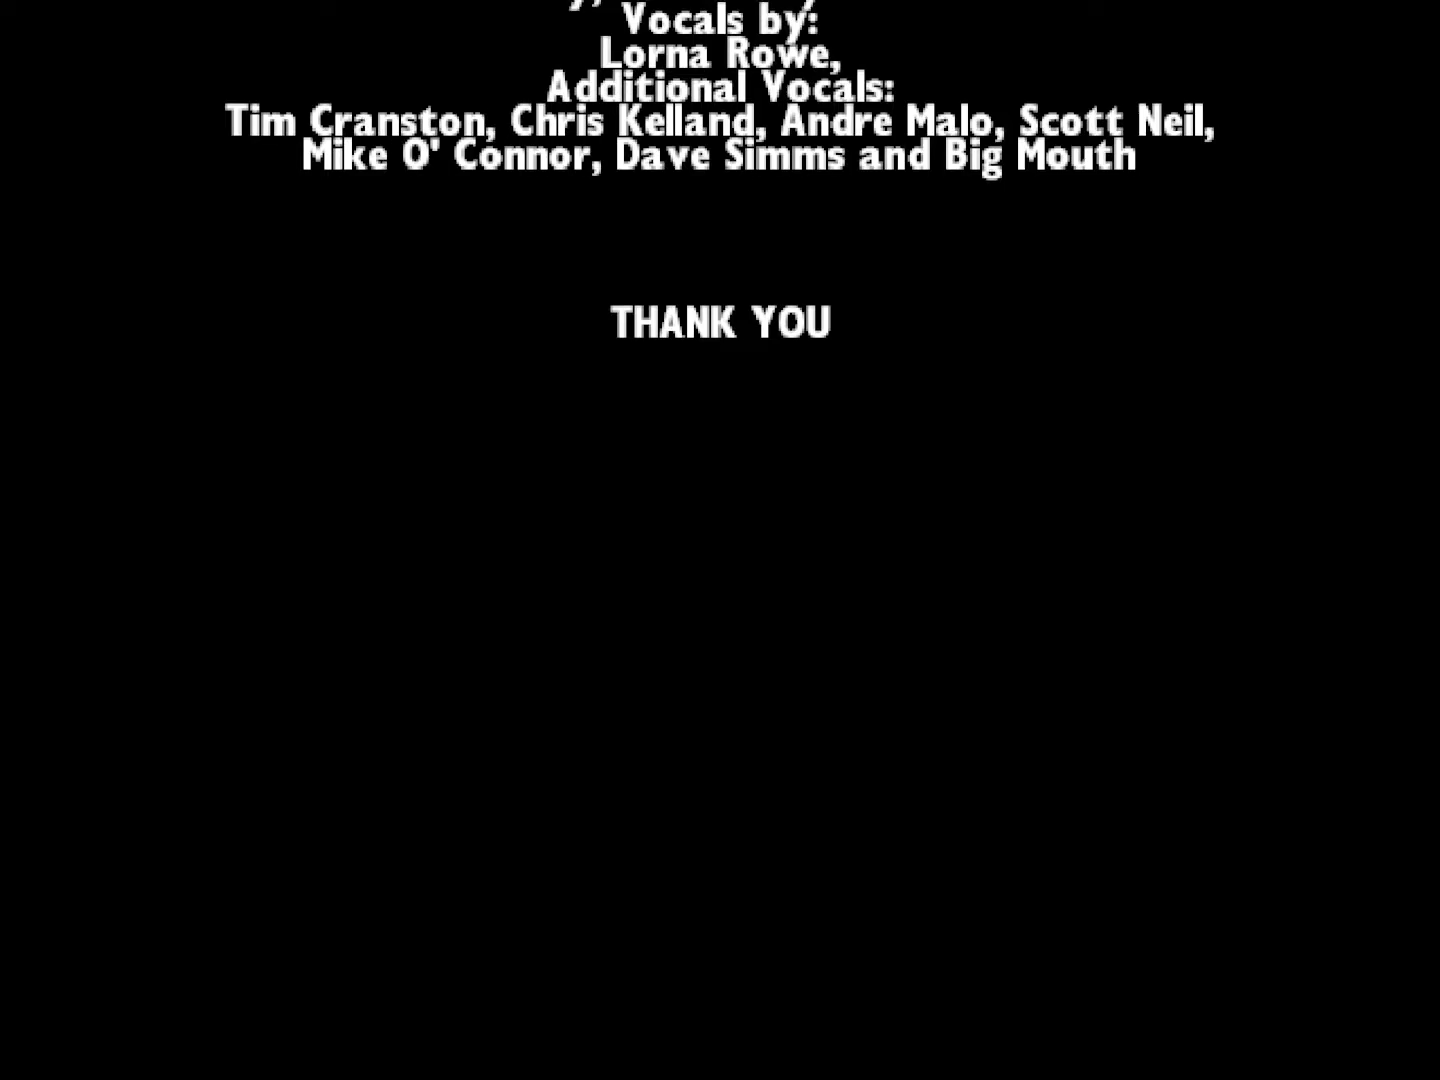 Vocals by:
Lorna Rowe,
Additional Vocals:
Tim Cranston, Chris Kelland, Andre Malo, Scott Neil,
Mike O' Connor, Dave Simms and Big Mouth
THANK YOU